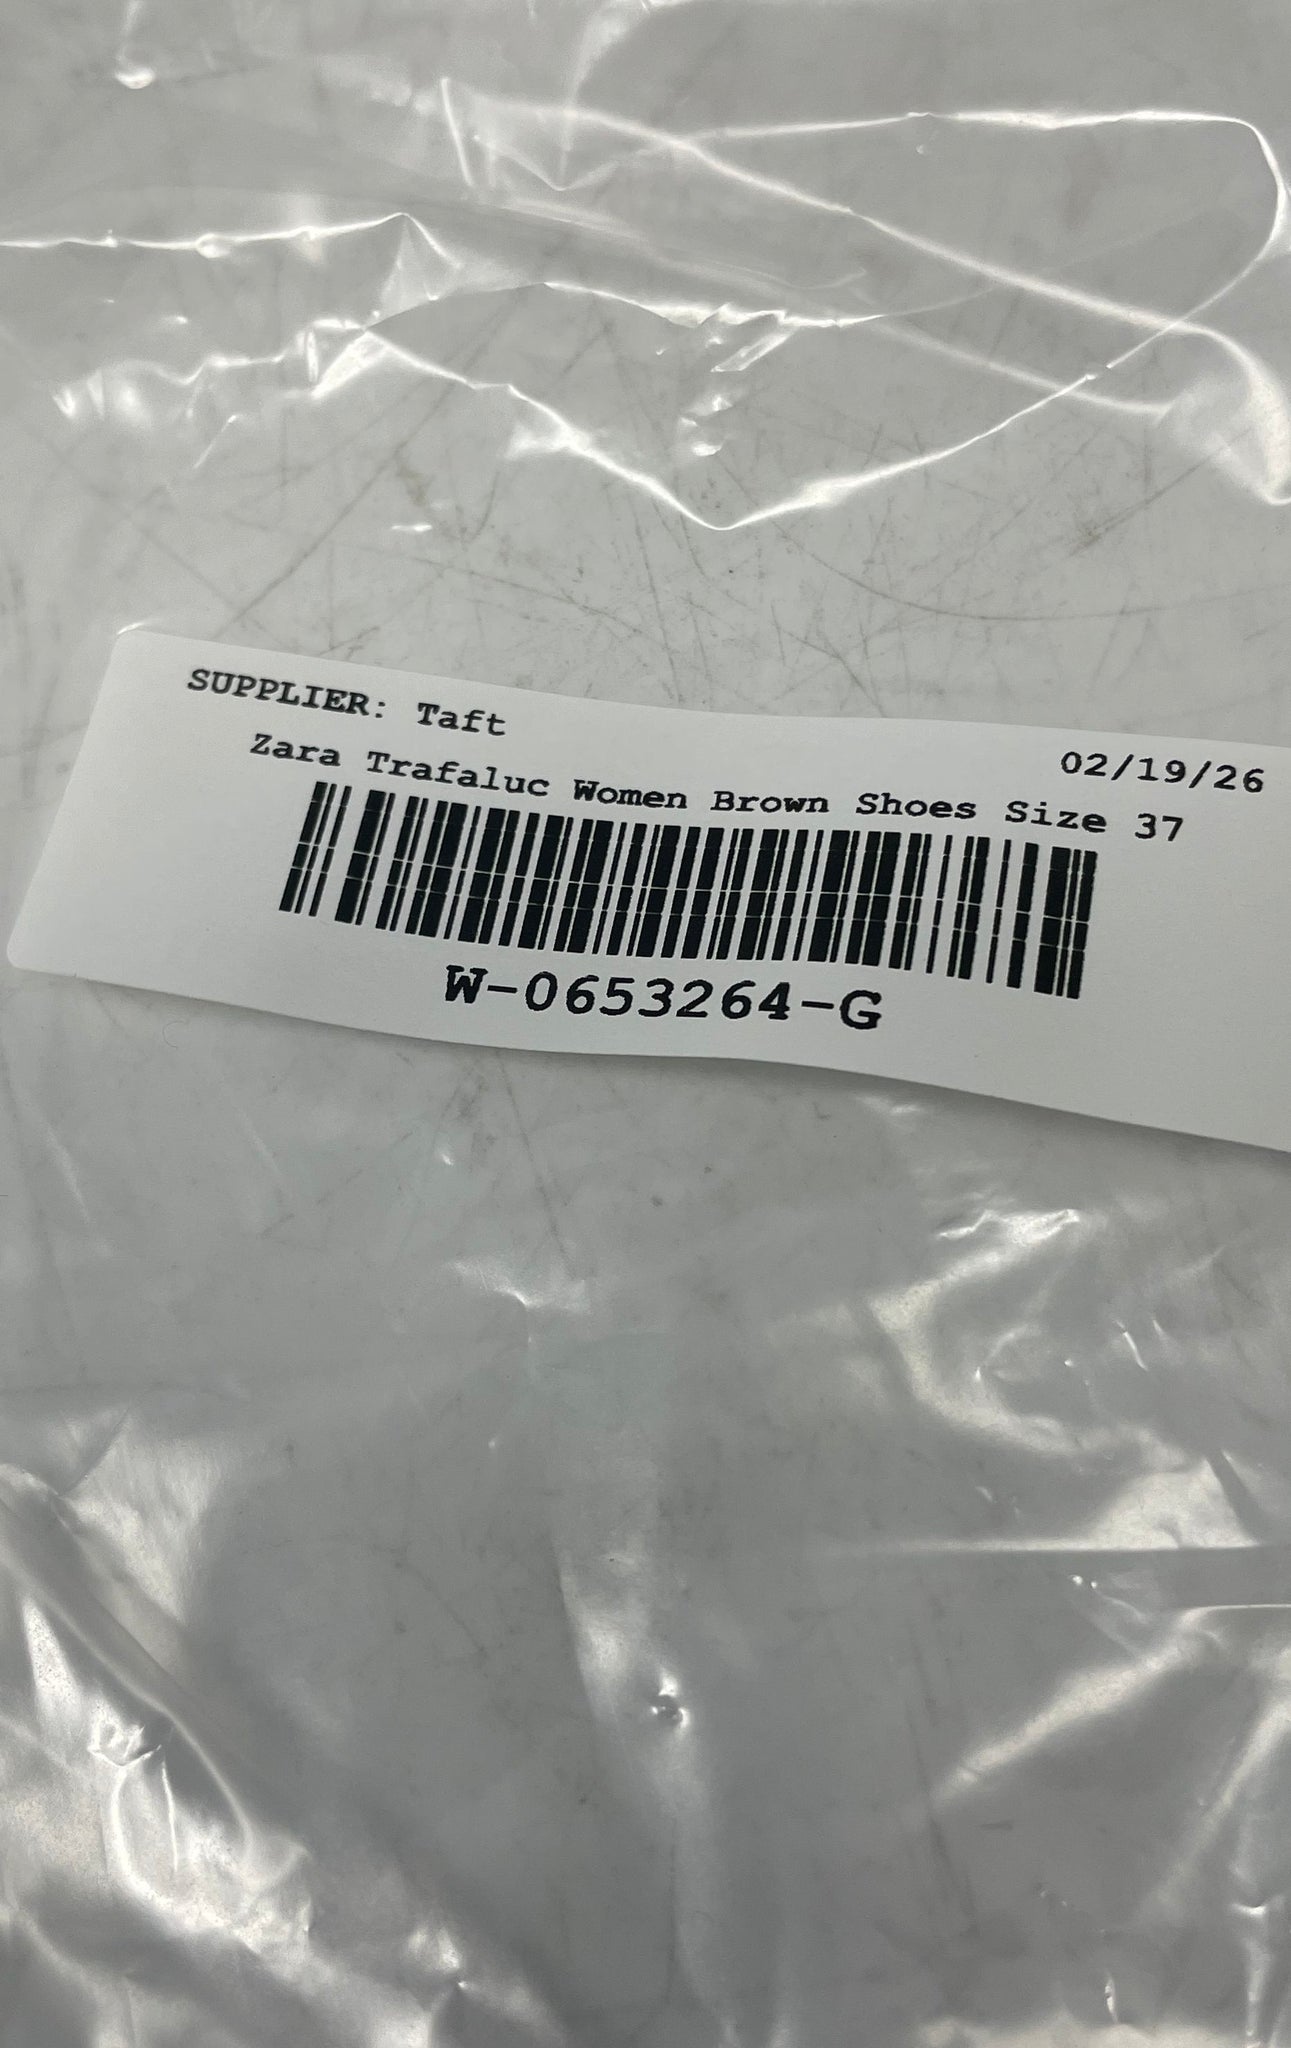 SUPPLIER: Taft
02/19/26
Zara Trafaluc Women Brown Shoes Size 37
W-0653264-G